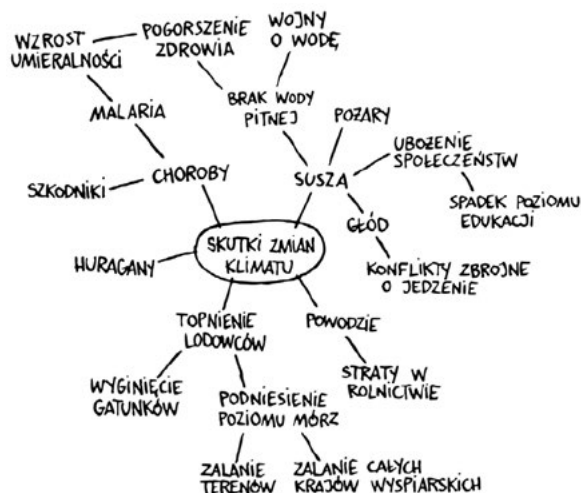 WZROST
UMIERALNOŚCI
POGORSZENIE
ZDROWIA
WOJNY
O WODĘ
MALARIA
BRAK WODY
PITNEJ
POŻARY
UBOŻENIE
SPOŁECZEŃSTW
SZKODNIKI
CHOROBY
SUSZA
SPADEK POZIOMU
EDUKACJI
GŁÓD
HURAGANY
SKUTKI ZMIAN
KLIMATU
KONFLIKTY ZBROJNE
O JEDZENIE
TOPNIENIE
LODOWCÓW
POWODZIE
WYGINIĘCIE
GATUNKÓW
PODNIESIENIE
POZIOMU MÓRZ
STRATY W
ROLNICTWIE
ZALANIE
TERENÓW
ZALANIE CAŁYCH
KRAJÓW WYSPIARSKICH